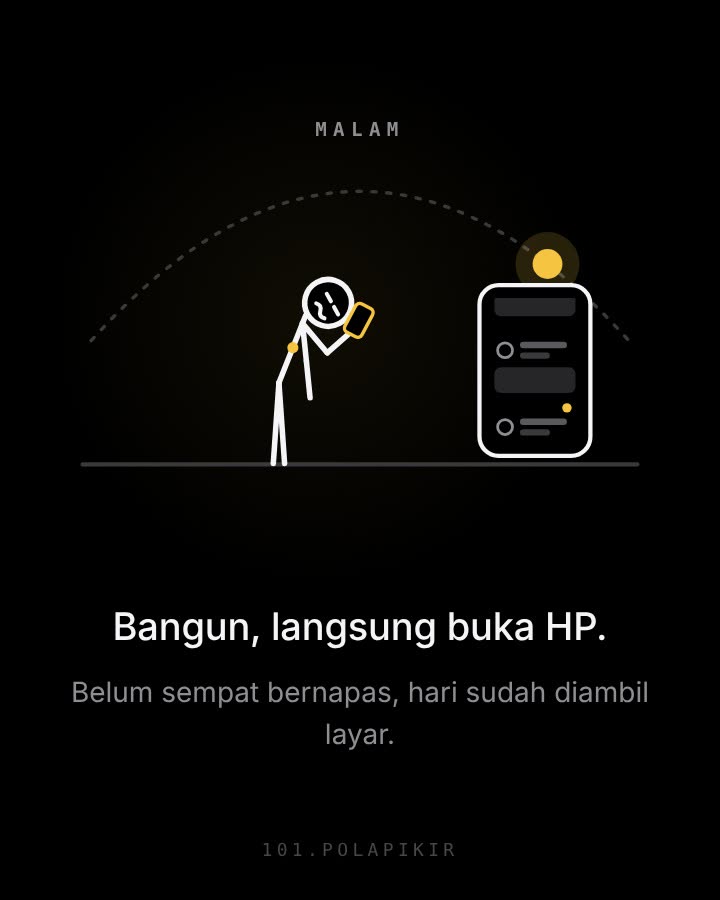 MALAM
Bangun, langsung buka HP.
Belum sempat bernapas, hari sudah diambil
layar.
101.POLAPIKIR